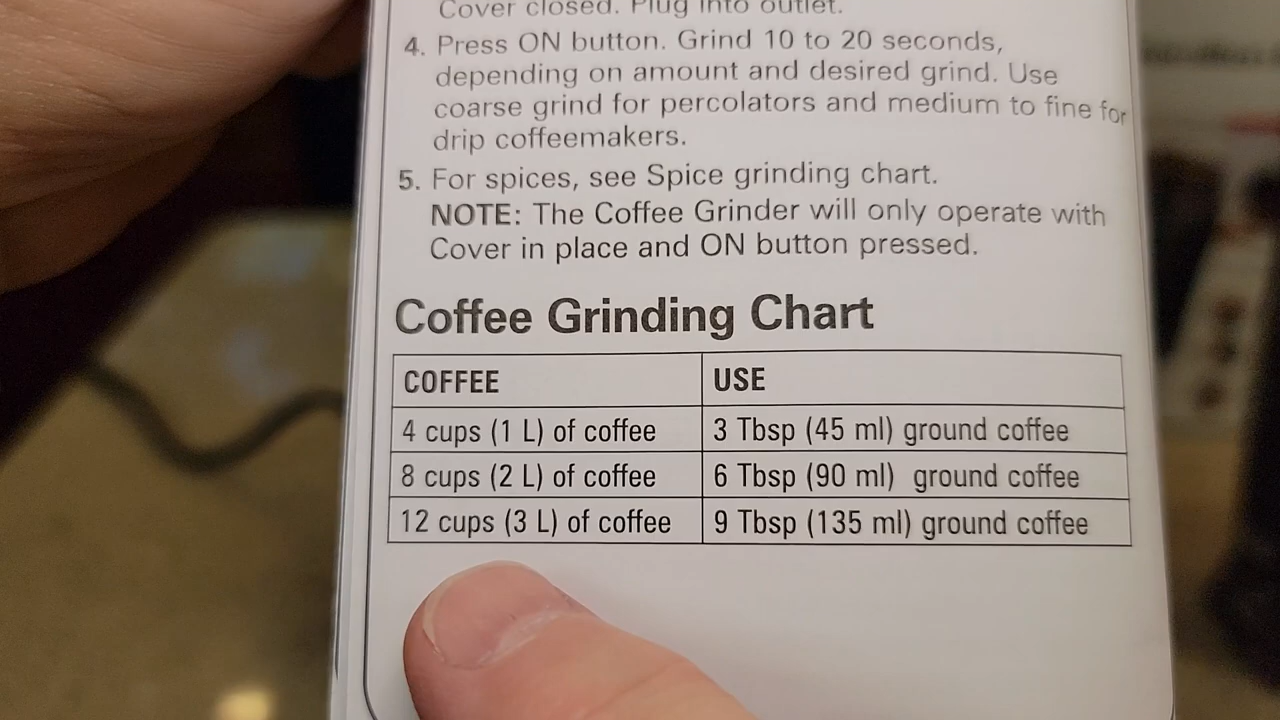 Cover closed. Plug into outlet.
4. Press ON button. Grind 10 to 20 seconds,
depending on amount and desired grind. Use
coarse grind for percolators and medium to fine for
drip coffeemakers.
5. For spices, see Spice grinding chart.
NOTE: The Coffee Grinder will only operate with
Cover in place and ON button pressed.
Coffee Grinding Chart
COFFEE USE
4 cups (1 L) of coffee 3 Tbsp (45 ml) ground coffee
8 cups (2 L) of coffee 6 Tbsp (90 ml) ground coffee
12 cups (3 L) of coffee 9 Tbsp (135 ml) ground coffee